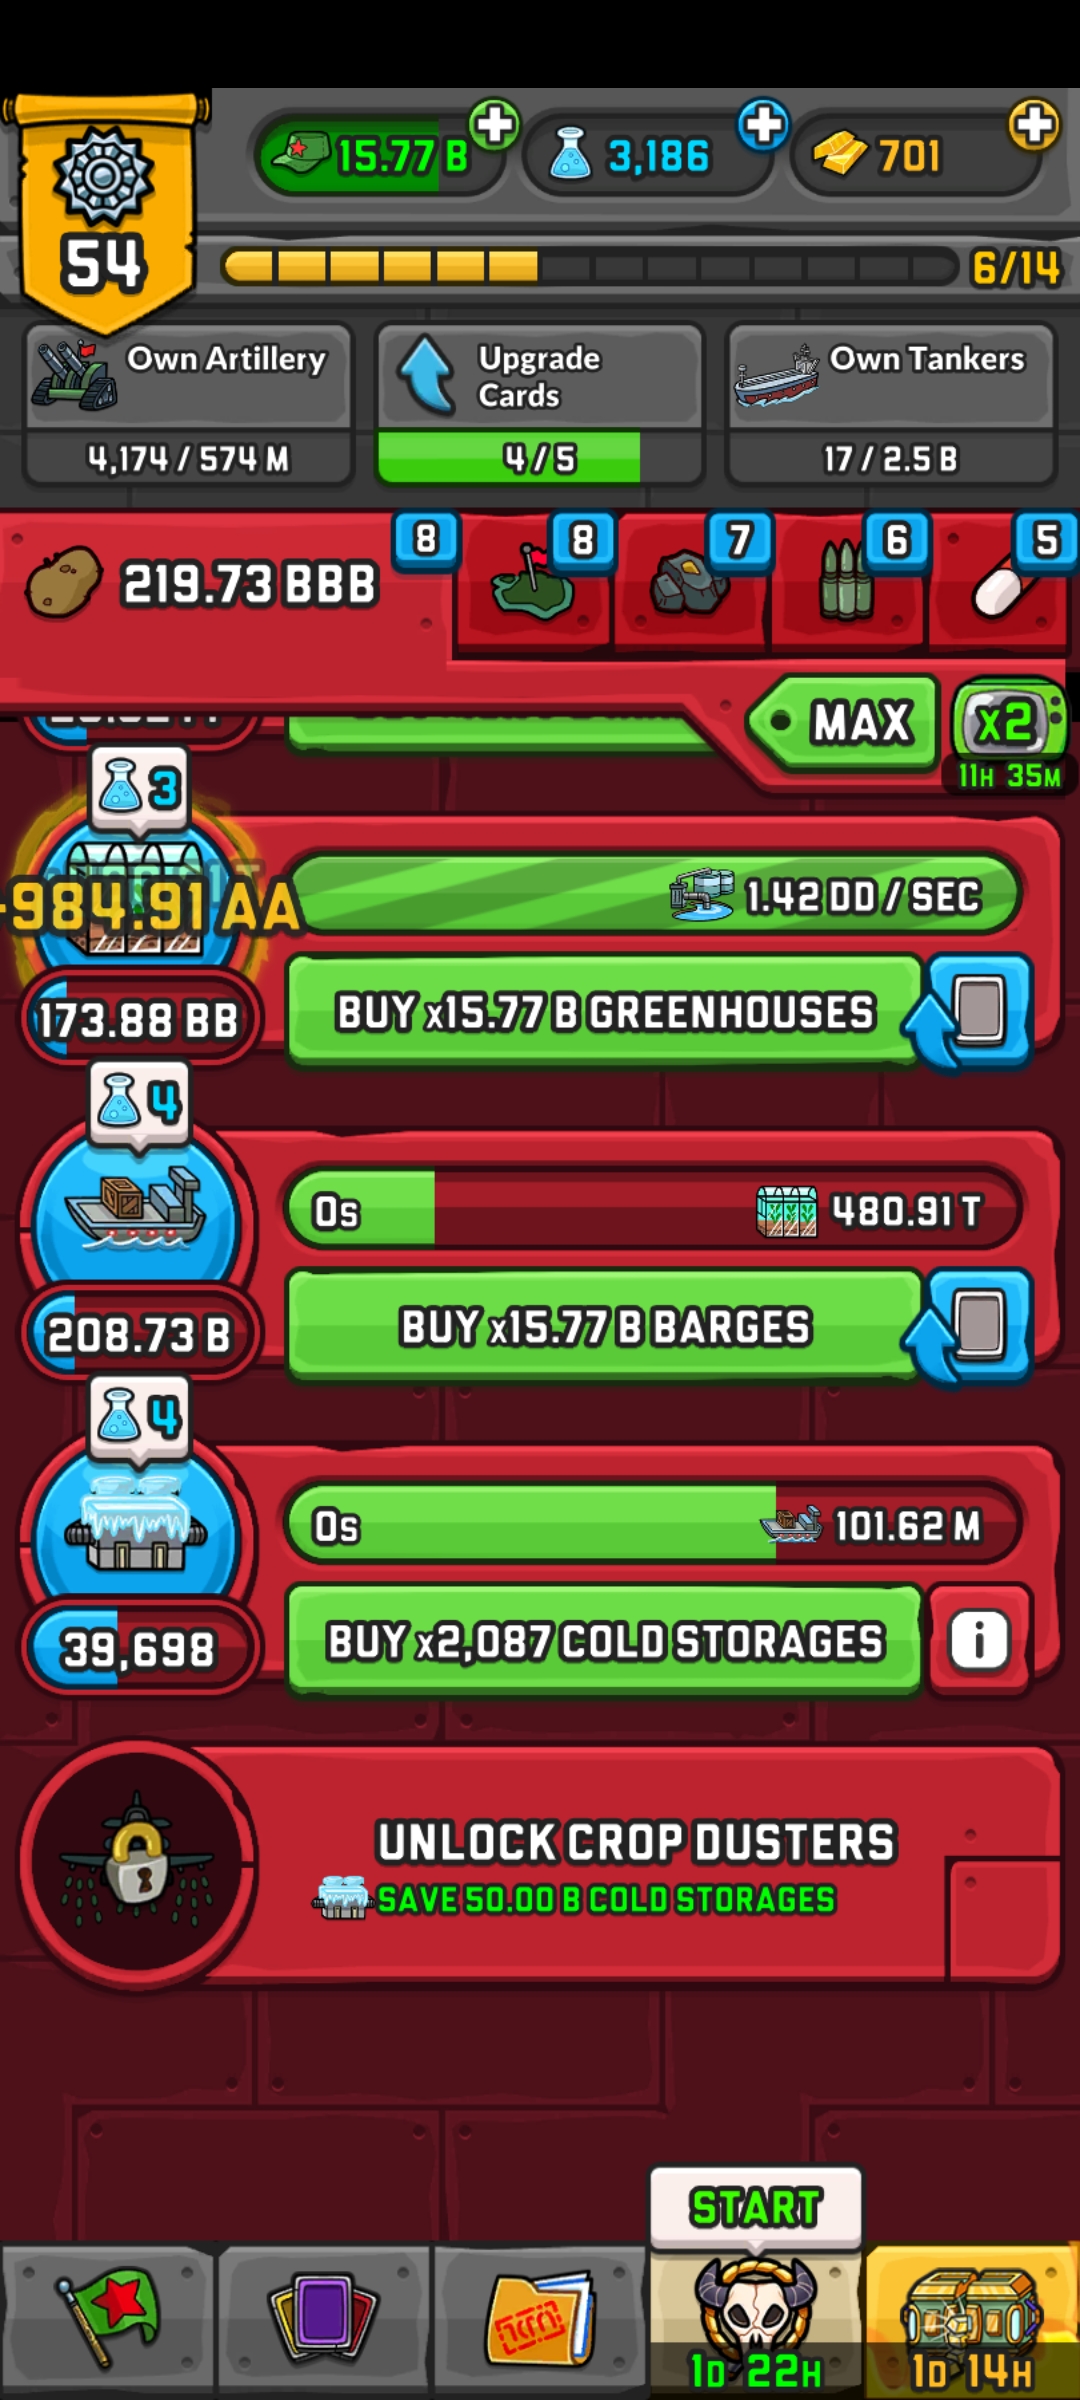 15.77 B
3,186
701
54
6/14
Own Artillery
4,174 / 574 M
Upgrade
Cards
4 / 5
Own Tankers
17 / 2.5 B
219.73 BBB
8
8
7
6
5
MAX
x2
11H 35M
3
984.91 AA
1.42 DD / SEC
173.88 BB
BUY x15.77 B GREENHOUSES
4
0s
480.91 T
208.73 B
BUY x15.77 B BARGES
4
0s
101.62 M
39,698
BUY x2,087 COLD STORAGES
UNLOCK CROP DUSTERS
SAVE 50.00 B COLD STORAGES
START
1D 22H
1D 14H